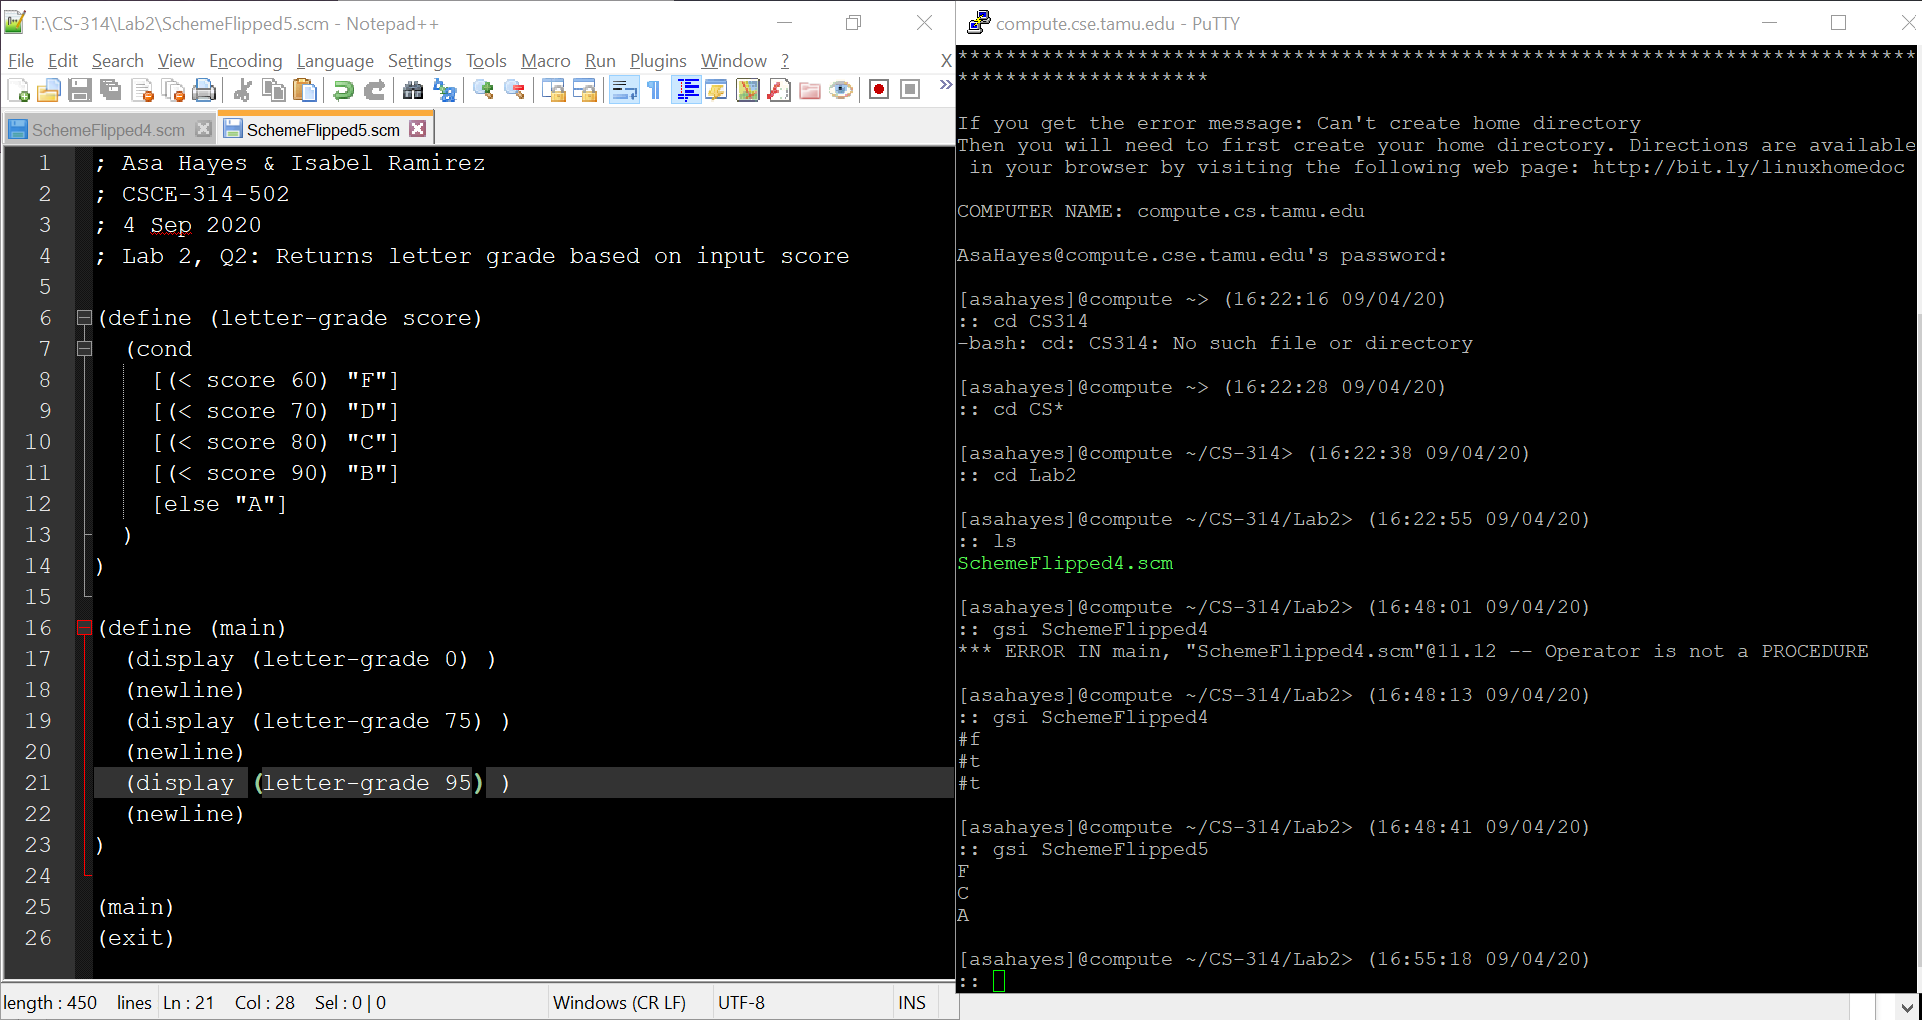 T:\CS-314\Lab2\SchemeFlipped5.scm - Notepad++
File Edit Search View Encoding Language Settings Tools Macro Run Plugins Window ? X
SchemeFlipped4.scm SchemeFlipped5.scm
1 ; Asa Hayes & Isabel Ramirez
2 ; CSCE-314-502
3 ; 4 Sep 2020
4 ; Lab 2, Q2: Returns letter grade based on input score
5
6 (define (letter-grade score)
7 (cond
8 [(< score 60) "F"]
9 [(< score 70) "D"]
10 [(< score 80) "C"]
11 [(< score 90) "B"]
12 [else "A"]
13 )
14 )
15
16 (define (main)
17 (display (letter-grade 0) )
18 (newline)
19 (display (letter-grade 75) )
20 (newline)
21 (display (letter-grade 95) )
22 (newline)
23 )
24
25 (main)
26 (exit)
length : 450 lines Ln : 21 Col : 28 Sel : 0 | 0 Windows (CR LF) UTF-8 INS
compute.cse.tamu.edu - PuTTY
********************************************************************************
*********************
If you get the error message: Can't create home directory
Then you will need to first create your home directory. Directions are available
in your browser by visiting the following web page: http://bit.ly/linuxhomedoc
COMPUTER NAME: compute.cs.tamu.edu
AsaHayes@compute.cse.tamu.edu's password:
[asahayes]@compute ~> (16:22:16 09/04/20)
:: cd CS314
-bash: cd: CS314: No such file or directory
[asahayes]@compute ~> (16:22:28 09/04/20)
:: cd CS*
[asahayes]@compute ~/CS-314> (16:22:38 09/04/20)
:: cd Lab2
[asahayes]@compute ~/CS-314/Lab2> (16:22:55 09/04/20)
:: ls
SchemeFlipped4.scm
[asahayes]@compute ~/CS-314/Lab2> (16:48:01 09/04/20)
:: gsi SchemeFlipped4
*** ERROR IN main, "SchemeFlipped4.scm"@11.12 -- Operator is not a PROCEDURE
[asahayes]@compute ~/CS-314/Lab2> (16:48:13 09/04/20)
:: gsi SchemeFlipped4
#f
#t
#t
[asahayes]@compute ~/CS-314/Lab2> (16:48:41 09/04/20)
:: gsi SchemeFlipped5
F
C
A
[asahayes]@compute ~/CS-314/Lab2> (16:55:18 09/04/20)
::